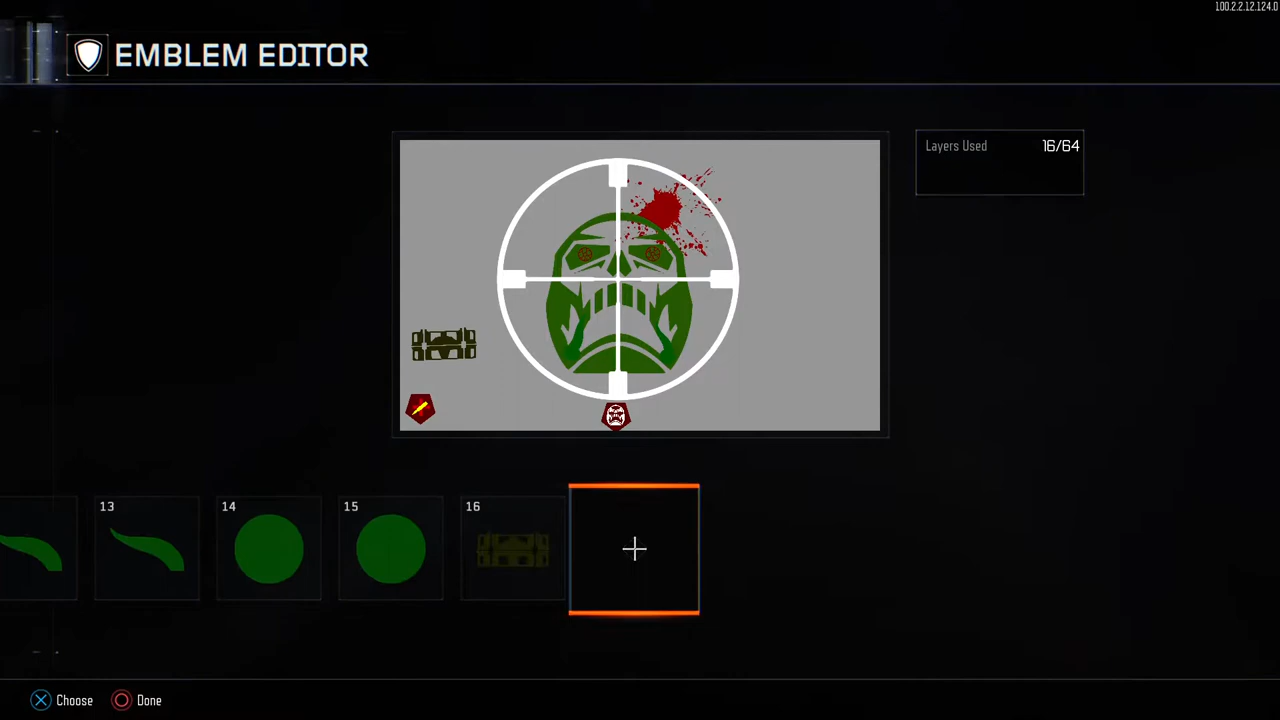 100.2.2.12.124.0
EMBLEM EDITOR
Layers Used 16/64
13 14 15 16
Choose Done